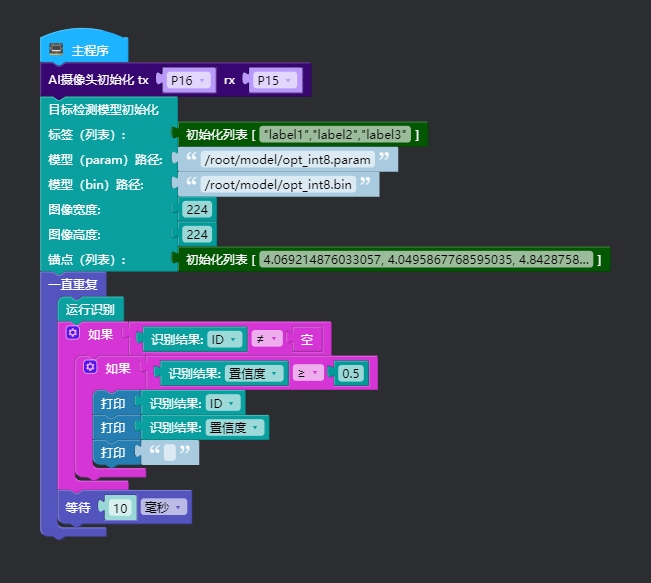 主程序
AI摄像头初始化 tx P16 rx P15
目标检测模型初始化
标签（列表）: 初始化列表 [ "label1","label2","label3" ]
模型（param）路径: “ /root/model/opt_int8.param ”
模型（bin）路径: “ /root/model/opt_int8.bin ”
图像宽度: 224
图像高度: 224
锚点（列表）: 初始化列表 [ 4.069214876033057, 4.0495867768595035, 4.8428758... ]
一直重复
运行识别
如果 识别结果: ID ≠ 空
如果 识别结果: 置信度 ≥ 0.5
打印 识别结果: ID
打印 识别结果: 置信度
打印 “ ”
等待 10 毫秒